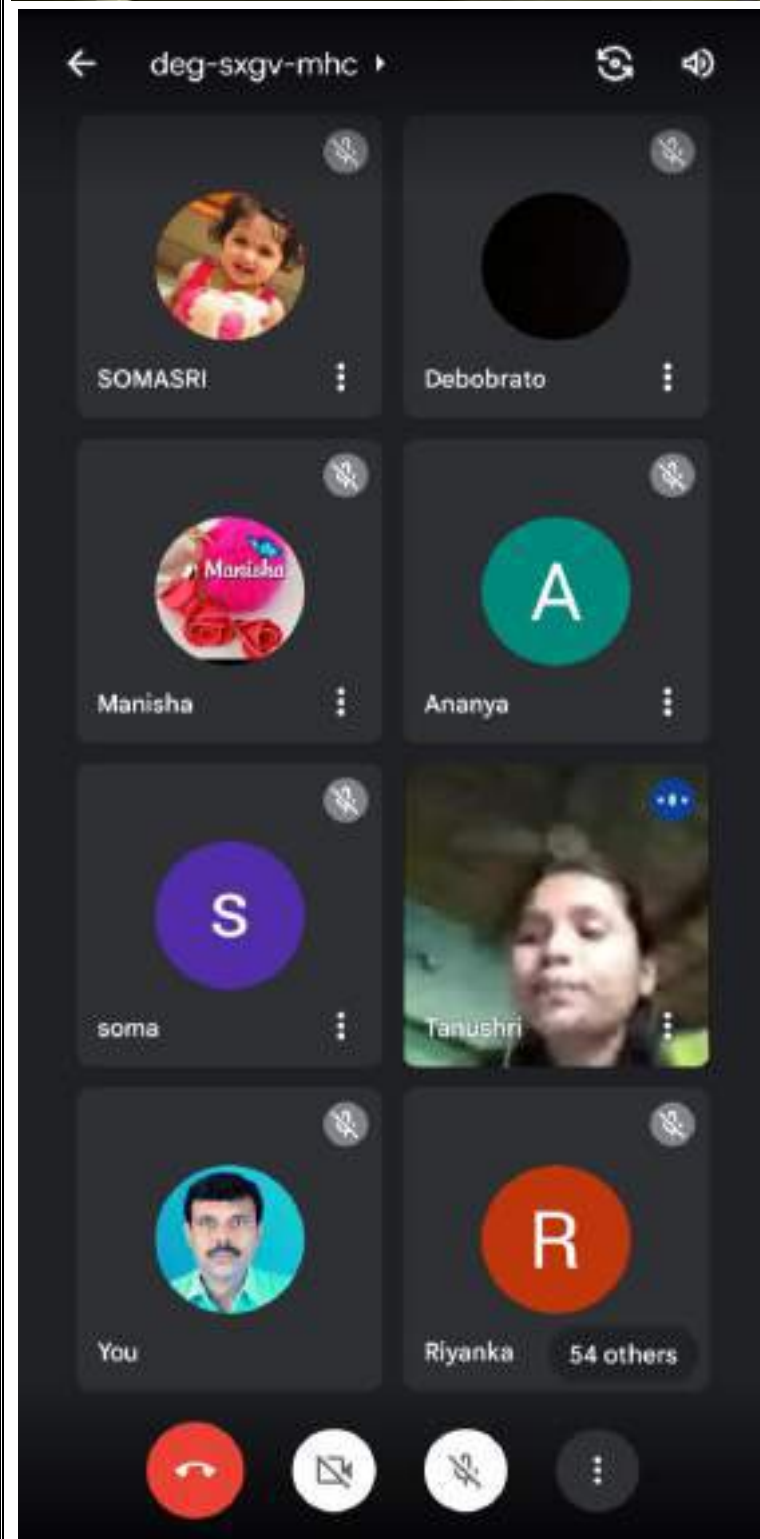 deg-sxgv-mhc
SOMASRI
Debobrato
Manisha
Manisha
A
Ananya
S
soma
Tanushri
You
R
Riyanka
54 others